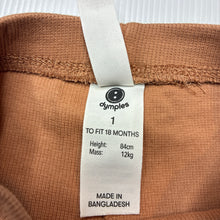 dymples
1
TO FIT 18 MONTHS
Height: 84cm
Mass: 12kg
MADE IN
BANGLADESH